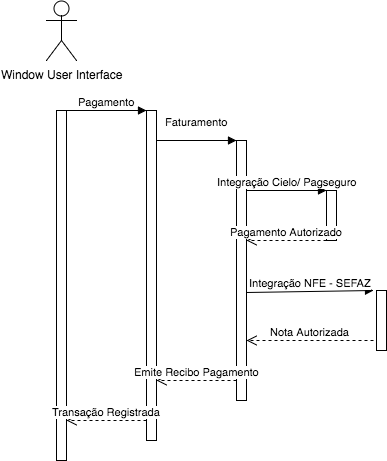 Window User Interface
Pagamento
Faturamento
Integração Cielo/ Pagseguro
Pagamento Autorizado
Integração NFE - SEFAZ
Nota Autorizada
Emite Recibo Pagamento
Transação Registrada